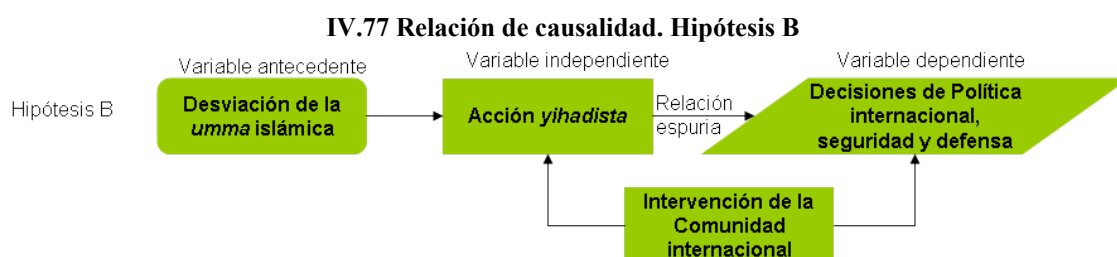 IV.77 Relación de causalidad. Hipótesis B
Variable antecedente
Variable independiente
Variable dependiente
Hipótesis B
Desviación de la
umma islámica
Acción yihadista
Relación
espuria
Decisiones de Política
internacional,
seguridad y defensa
Intervención de la
Comunidad
internacional